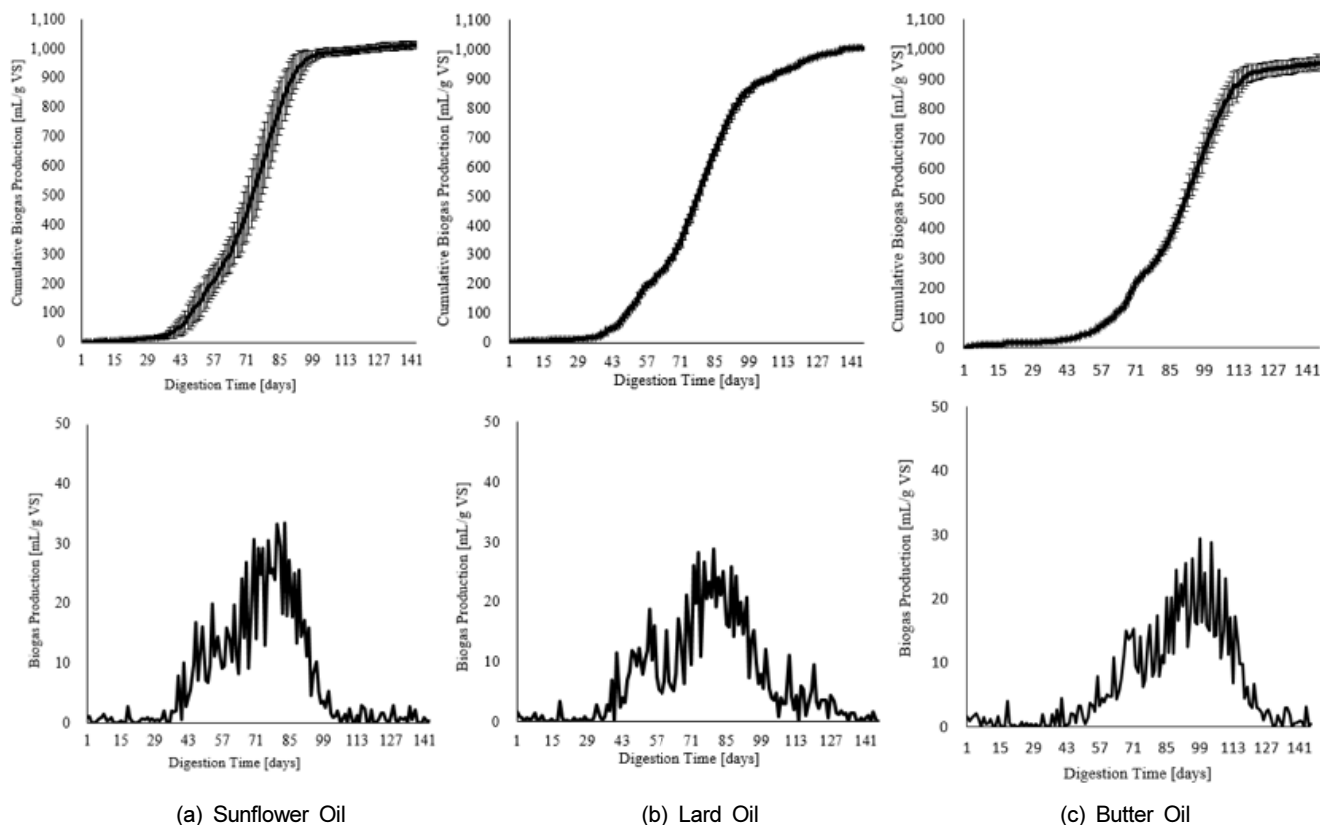 Cumulative Biogas Production [mL/g VS]
1,100
1,000
900
800
700
600
500
400
300
200
100
0
1 15 29 43 57 71 85 99 113 127 141
Digestion Time [days]
Cumulative Biogas Production [mL/g VS]
1,100
1,000
900
800
700
600
500
400
300
200
100
0
1 15 29 43 57 71 85 99 113 127 141
Digestion Time [days]
Cumulative Biogas Production [mL/g VS]
1,100
1,000
900
800
700
600
500
400
300
200
100
0
1 15 29 43 57 71 85 99 113 127 141
Digestion Time [days]
Biogas Production [mL/g VS]
50
40
30
20
10
0
1 15 29 43 57 71 85 99 113 127 141
Digestion Time [days]
Biogas Production [mL/g VS]
50
40
30
20
10
0
1 15 29 43 57 71 85 99 113 127 141
Digestion Time [days]
Biogas Production [mL/g VS]
50
40
30
20
10
0
1 15 29 43 57 71 85 99 113 127 141
Digestion Time [days]
(a) Sunflower Oil
(b) Lard Oil
(c) Butter Oil